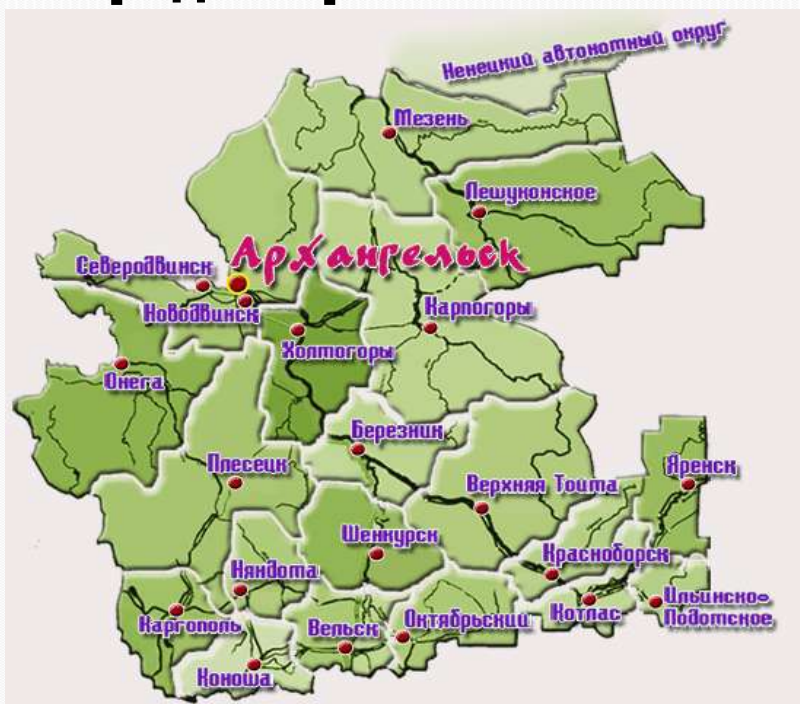 Ненецкий автономный округ
Мезень
Лешуконское
Архангельск
Северодвинск
Новодвинск
Карпогоры
Холмогоры
Онега
Березник
Плесецк
Яренск
Верхняя Тойма
Шенкурск
Красноборск
Няндома
Ильинско-
Подомское
Котлас
Октябрьский
Каргополь
Вельск
Коноша